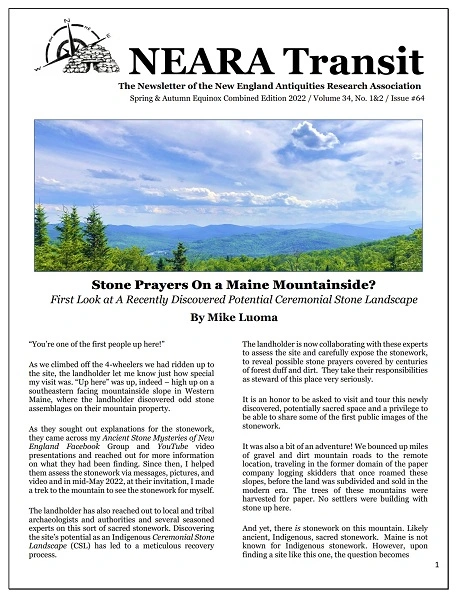 N
W
E
NEARA Transit
The Newsletter of the New England Antiquities Research Association
Spring & Autumn Equinox Combined Edition 2022 / Volume 34, No. 1&2 / Issue #64
Stone Prayers On a Maine Mountainside?
First Look at A Recently Discovered Potential Ceremonial Stone Landscape
By Mike Luoma
“You’re one of the first people up here!”
As we climbed off the 4-wheelers we had ridden up to
the site, the landholder let me know just how special
my visit was. “Up here” was up, indeed – high up on a
southeastern facing mountainside slope in Western
Maine, where the landholder discovered odd stone
assemblages on their mountain property.
As they sought out explanations for the stonework,
they came across my Ancient Stone Mysteries of New
England Facebook Group and YouTube video
presentations and reached out for more information
on what they had been finding. Since then, I helped
them assess the stonework via messages, pictures, and
video and in mid-May 2022, at their invitation, I made
a trek to the mountain to see the stonework for myself.
The landholder has also reached out to local and tribal
archaeologists and authorities and several seasoned
experts on this sort of sacred stonework. Discovering
the site’s potential as an Indigenous Ceremonial Stone
Landscape (CSL) has led to a meticulous recovery
process.
The landholder is now collaborating with these experts
to assess the site and carefully expose the stonework,
to reveal possible stone prayers covered by centuries
of forest duff and dirt. They take their responsibilities
as steward of this place very seriously.
It is an honor to be asked to visit and tour this newly
discovered, potentially sacred space and a privilege to
be able to share some of the first public images of the
stonework.
It was also a bit of an adventure! We bounced up miles
of gravel and dirt mountain roads to the remote
location, traveling in the former domain of the paper
company logging skidders that once roamed these
slopes, before the land was subdivided and sold in the
modern era. The trees of these mountains were
harvested for paper. No settlers were building with
stone up here.
And yet, there is stonework on this mountain. Likely
ancient, Indigenous, sacred stonework. Maine is not
known for Indigenous stonework. However, upon
finding a site like this one, the question becomes
1